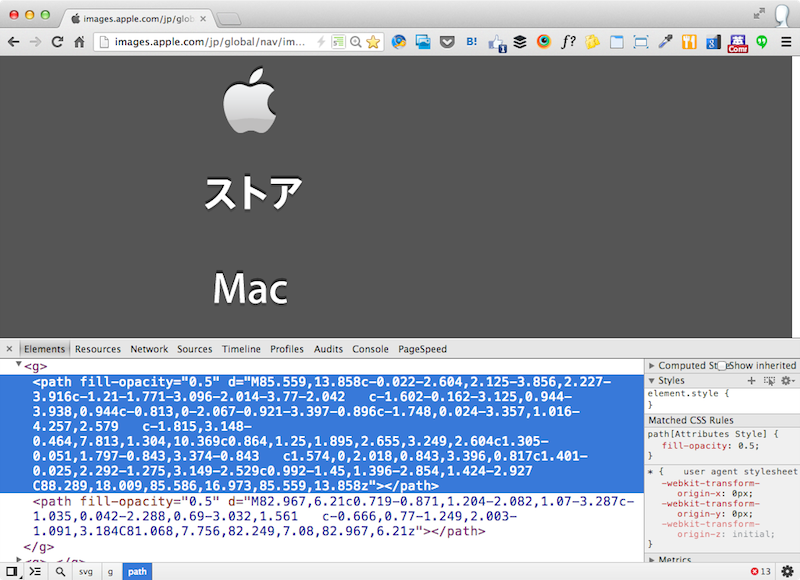 images.apple.com/jp/glob
images.apple.com/jp/global/nav/im...
B!
f?
1
Com!
ストア
Mac
Elements Resources Network Sources Timeline Profiles Audits Console PageSpeed
<g>
<path fill-opacity="0.5" d="M85.559,13.858c-0.022-2.604,2.125-3.856,2.227-
3.916c-1.21-1.771-3.096-2.014-3.77-2.042 c-1.602-0.162-3.125,0.944-
3.938,0.944c-0.813,0-2.067-0.921-3.397-0.896c-1.748,0.024-3.357,1.016-
4.257,2.579 c-1.815,3.148-
0.464,7.813,1.304,10.369c0.864,1.25,1.895,2.655,3.249,2.604c1.305-
0.051,1.797-0.843,3.374-0.843 c1.574,0,2.018,0.843,3.396,0.817c1.401-
0.025,2.292-1.275,3.149-2.529c0.992-1.45,1.396-2.854,1.424-2.927
C88.289,18.009,85.586,16.973,85.559,13.858z"></path>
<path fill-opacity="0.5" d="M82.967,6.21c0.719-0.871,1.204-2.082,1.07-3.287c-
1.035,0.042-2.288,0.69-3.032,1.561 c-0.666,0.77-1.249,2.003-
1.091,3.184C81.068,7.756,82.249,7.08,82.967,6.21z"></path>
</g>
Computed Sty Show inherited
Styles
element.style {
}
Matched CSS Rules
path[Attributes Style] {
fill-opacity: 0.5;
}
* { user agent stylesheet
-webkit-transform-
origin-x: 0px;
-webkit-transform-
origin-y: 0px;
-webkit-transform-
origin-z: initial;
}
Metrics
svg g path
13